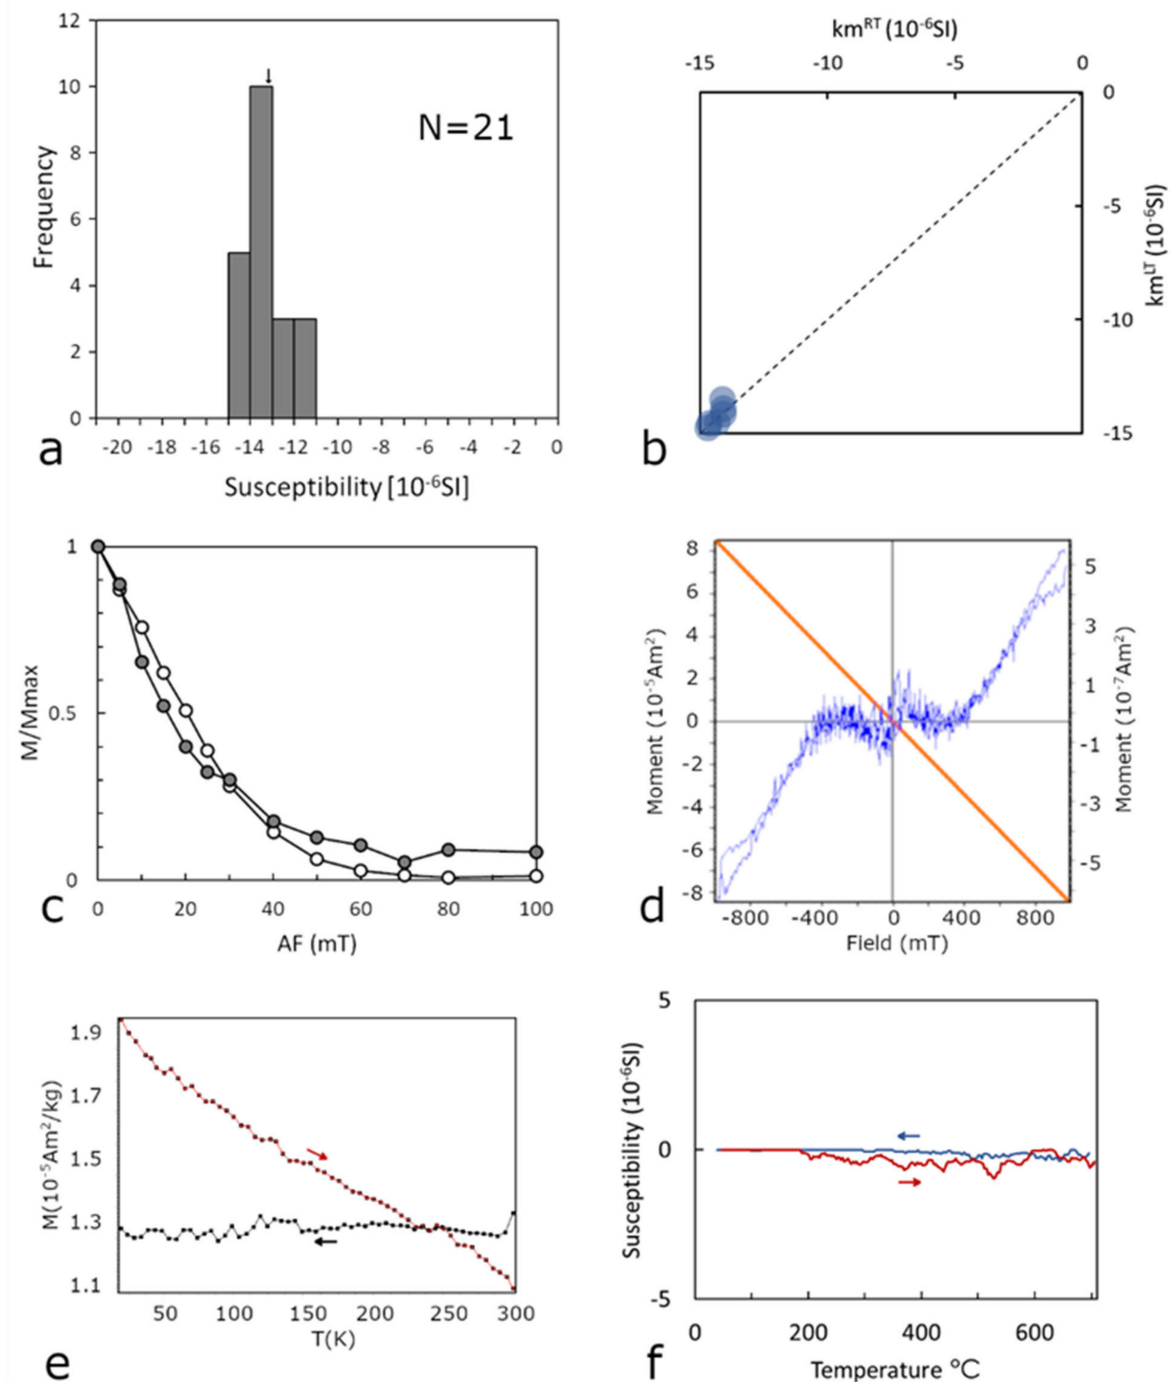 12
10
8
6
4
2
0
Frequency
N=21
-20 -18 -16 -14 -12 -10 -8 -6 -4 -2 0
Susceptibility [10⁻⁶SI]
a
kmᴿᵀ (10⁻⁶SI)
-15 -10 -5 0
0
-5
-10
-15
kmᴸᵀ (10⁻⁶SI)
b
1
0.5
0
M/Mmax
0 20 40 60 80 100
AF (mT)
c
8
6
4
2
0
-2
-4
-6
-8
Moment (10⁻⁵Am²)
5
3
1
-1
-3
-5
Moment (10⁻⁷Am²)
-800 -400 0 400 800
Field (mT)
d
1.9
1.7
1.5
1.3
1.1
M(10⁻⁵Am²/kg)
50 100 150 200 250 300
T(K)
e
5
0
-5
Susceptibility (10⁻⁶SI)
0 200 400 600
Temperature °C
f